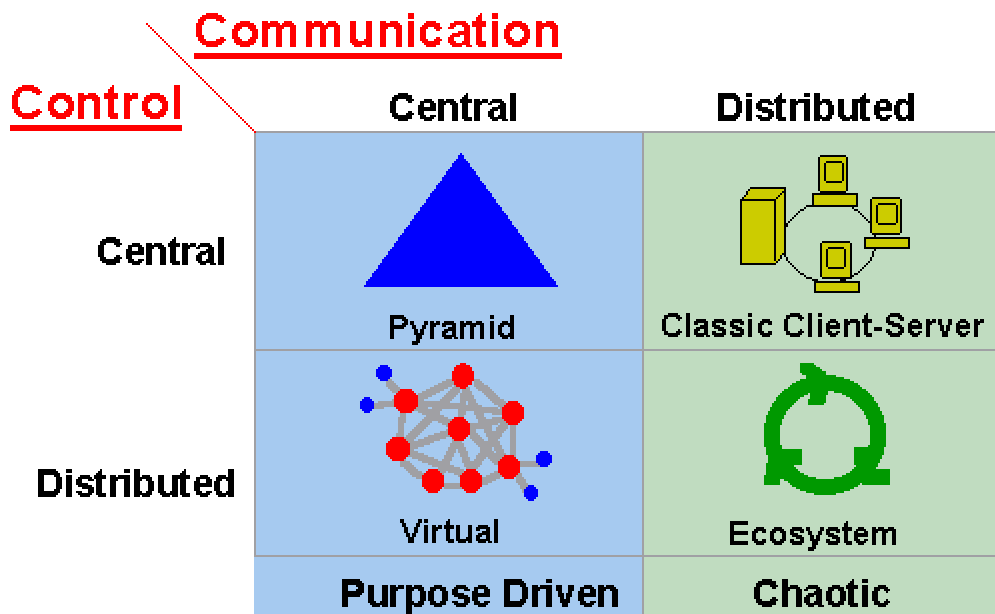 Communication
Control
Central Distributed
Central
Pyramid Classic Client-Server
Distributed
Virtual Ecosystem
Purpose Driven Chaotic